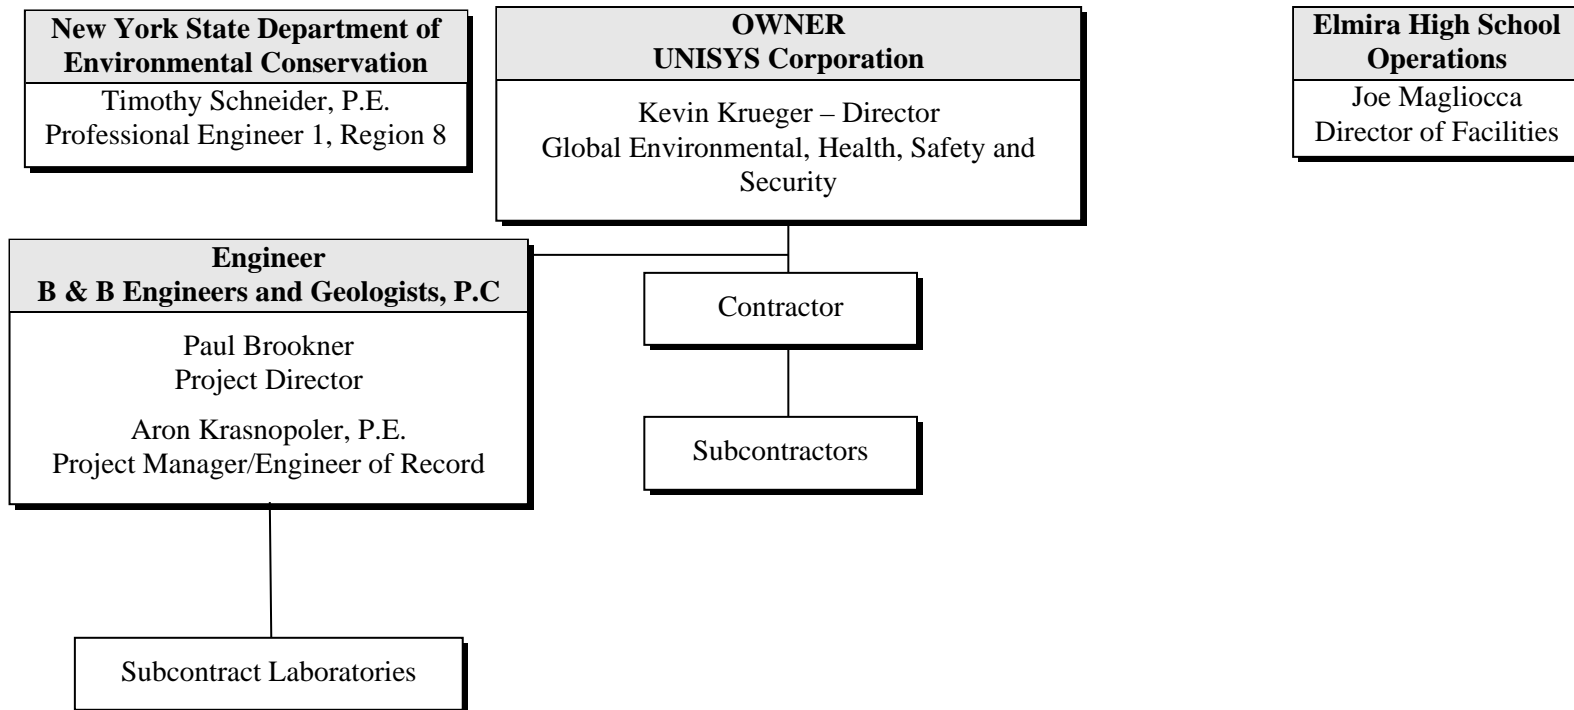 New York State Department of
Environmental Conservation
Timothy Schneider, P.E.
Professional Engineer 1, Region 8
OWNER
UNISYS Corporation
Kevin Krueger – Director
Global Environmental, Health, Safety and
Security
Elmira High School
Operations
Joe Magliocca
Director of Facilities
Engineer
B & B Engineers and Geologists, P.C
Paul Brookner
Project Director
Aron Krasnopoler, P.E.
Project Manager/Engineer of Record
Contractor
Subcontractors
Subcontract Laboratories